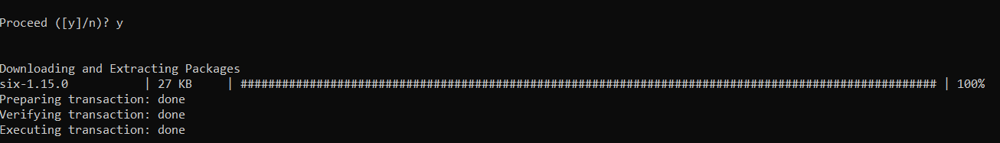 Proceed ([y]/n)? y
Downloading and Extracting Packages
six-1.15.0           | 27 KB     | ##################################################################################################### | 100%
Preparing transaction: done
Verifying transaction: done
Executing transaction: done